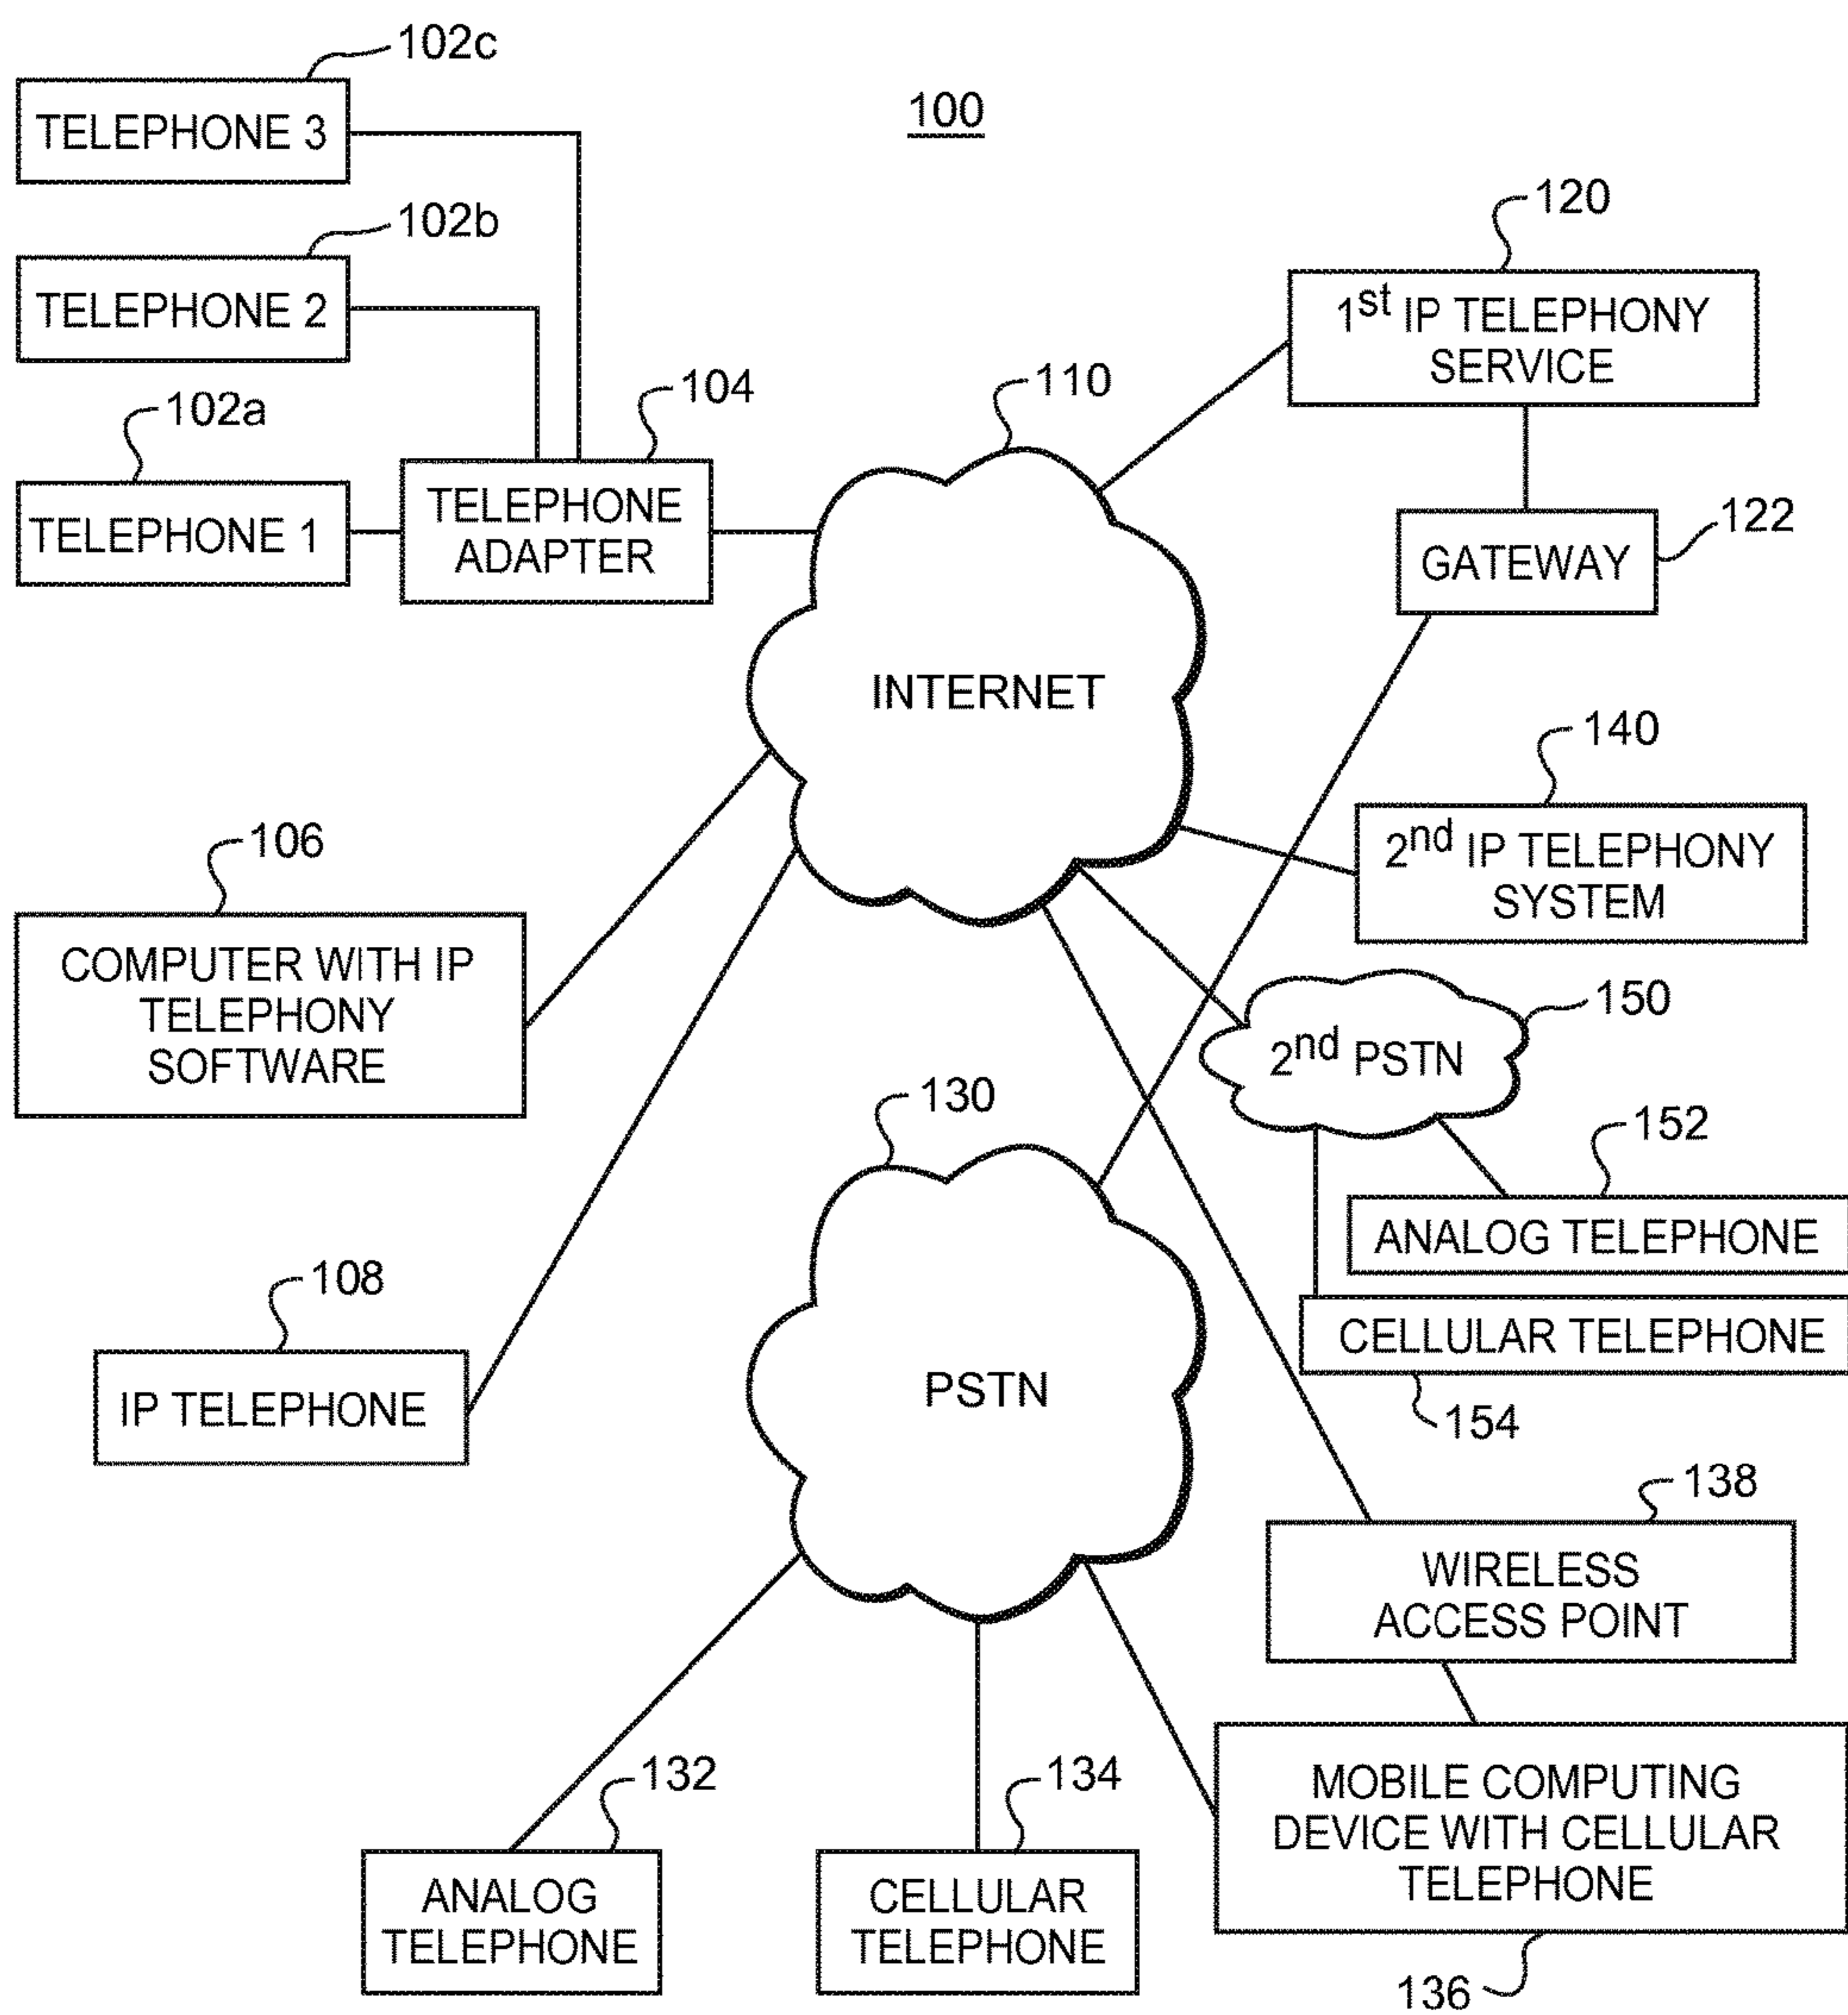 102c
TELEPHONE 3
100
102b
TELEPHONE 2
120
1st IP TELEPHONY
SERVICE
102a
104
110
TELEPHONE 1
TELEPHONE
ADAPTER
122
GATEWAY
INTERNET
140
2nd IP TELEPHONY
SYSTEM
106
COMPUTER WITH IP
TELEPHONY
SOFTWARE
150
2nd PSTN
130
152
ANALOG TELEPHONE
108
CELLULAR TELEPHONE
IP TELEPHONE
PSTN
154
138
WIRELESS
ACCESS POINT
132
134
MOBILE COMPUTING
DEVICE WITH CELLULAR
TELEPHONE
ANALOG
TELEPHONE
CELLULAR
TELEPHONE
136